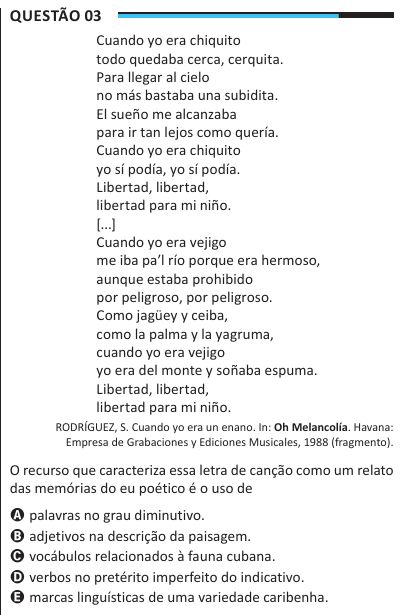 QUESTÃO 03
Cuando yo era chiquito
todo quedaba cerca, cerquita.
Para llegar al cielo
no más bastaba una subidita.
El sueño me alcanzaba
para ir tan lejos como quería.
Cuando yo era chiquito
yo sí podía, yo sí podía.
Libertad, libertad,
libertad para mi niño.
[...]
Cuando yo era vejigo
me iba pa’l río porque era hermoso,
aunque estaba prohibido
por peligroso, por peligroso.
Como jagüey y ceiba,
como la palma y la yagruma,
cuando yo era vejigo
yo era del monte y soñaba espuma.
Libertad, libertad,
libertad para mi niño.
RODRÍGUEZ, S. Cuando yo era un enano. In: Oh Melancolía. Havana:
Empresa de Grabaciones y Ediciones Musicales, 1988 (fragmento).
O recurso que caracteriza essa letra de canção como um relato
das memórias do eu poético é o uso de
A palavras no grau diminutivo.
B adjetivos na descrição da paisagem.
C vocábulos relacionados à fauna cubana.
D verbos no pretérito imperfeito do indicativo.
E marcas linguísticas de uma variedade caribenha.